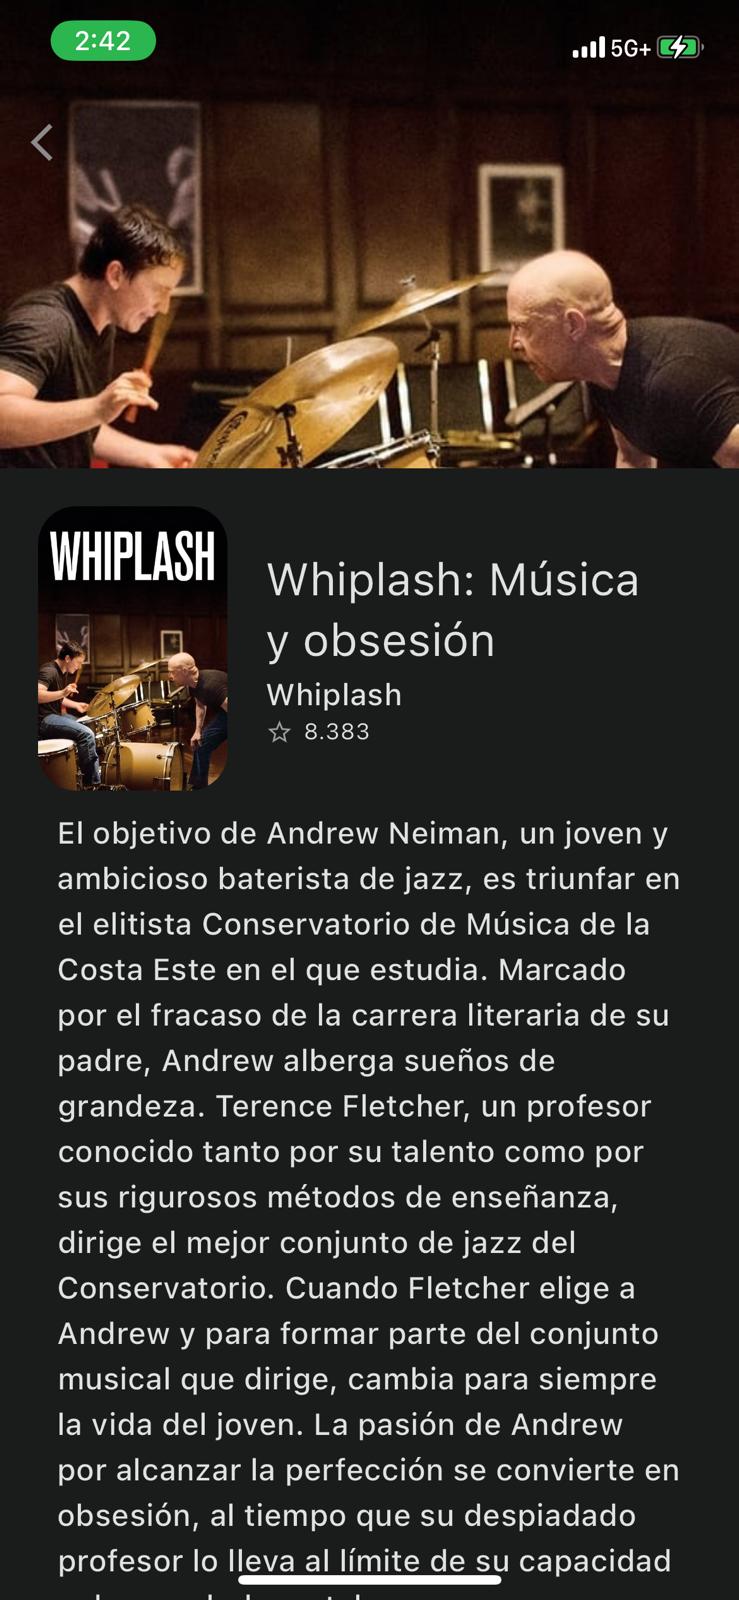 2:42
5G+
WHIPLASH
Whiplash: Música
y obsesión
Whiplash
8.383
El objetivo de Andrew Neiman, un joven y
ambicioso baterista de jazz, es triunfar en
el elitista Conservatorio de Música de la
Costa Este en el que estudia. Marcado
por el fracaso de la carrera literaria de su
padre, Andrew alberga sueños de
grandeza. Terence Fletcher, un profesor
conocido tanto por su talento como por
sus rigurosos métodos de enseñanza,
dirige el mejor conjunto de jazz del
Conservatorio. Cuando Fletcher elige a
Andrew y para formar parte del conjunto
musical que dirige, cambia para siempre
la vida del joven. La pasión de Andrew
por alcanzar la perfección se convierte en
obsesión, al tiempo que su despiadado
profesor lo lleva al límite de su capacidad